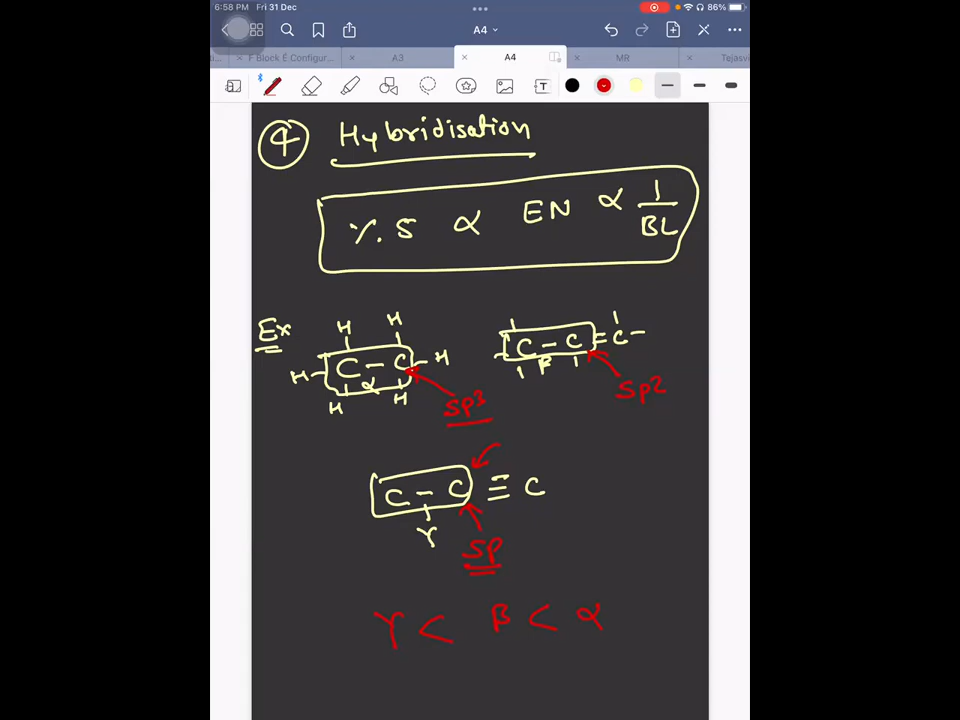 6:58 PM Fri 31 Dec 86%
A4
F Block É Configur... A3 A4 MR Tejasv
④ Hybridisation
%. S α EN α 1/BL
Ex
H H
H - C - C - H
α
H H
sp3
C - C = C -
β
sp2
C - C ≡ C
γ
sp
γ < β < α